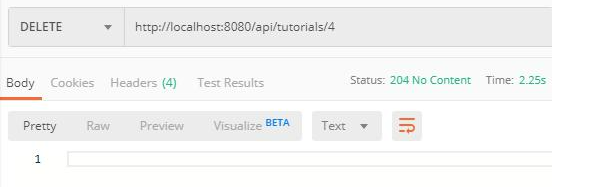 DELETE http://localhost:8080/api/tutorials/4
Body Cookies Headers (4) Test Results Status: 204 No Content Time: 2.25s
Pretty Raw Preview Visualize BETA Text
1